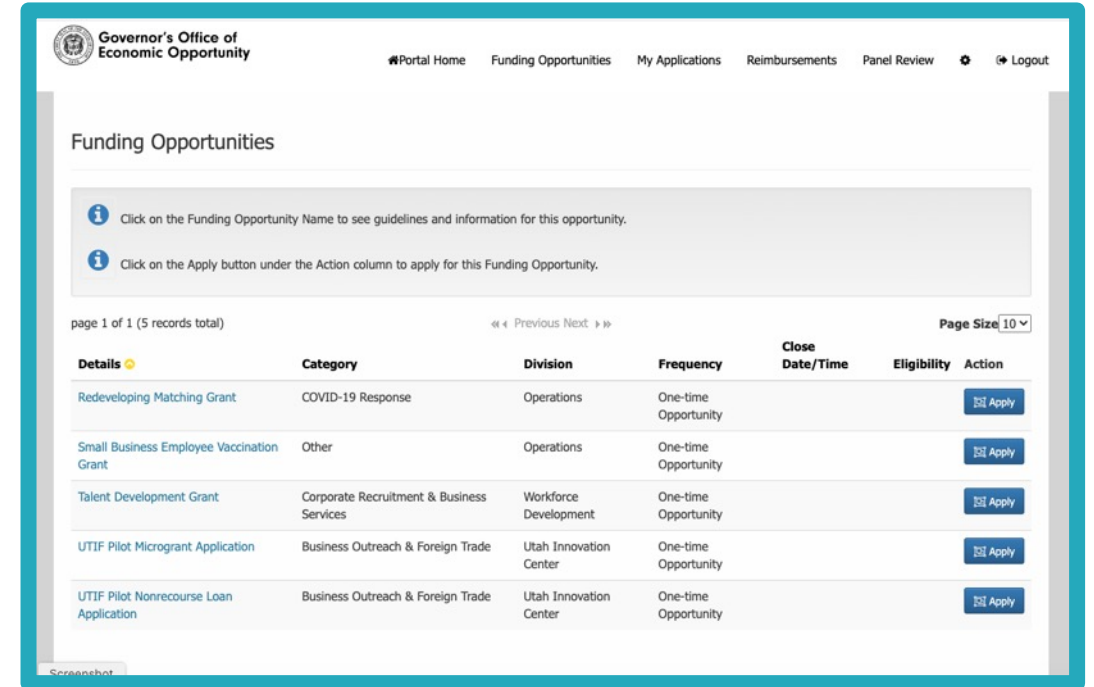 Governor's Office of
Economic Opportunity
Portal Home Funding Opportunities My Applications Reimbursements Panel Review Logout
Funding Opportunities
Click on the Funding Opportunity Name to see guidelines and information for this opportunity.
Click on the Apply button under the Action column to apply for this Funding Opportunity.
page 1 of 1 (5 records total) Previous Next Page Size 10
Details Category Division Frequency Close Date/Time Eligibility Action
Redeveloping Matching Grant COVID-19 Response Operations One-time Opportunity Apply
Small Business Employee Vaccination Grant Other Operations One-time Opportunity Apply
Talent Development Grant Corporate Recruitment & Business Services Workforce Development One-time Opportunity Apply
UTIF Pilot Microgrant Application Business Outreach & Foreign Trade Utah Innovation Center One-time Opportunity Apply
UTIF Pilot Nonrecourse Loan Application Business Outreach & Foreign Trade Utah Innovation Center One-time Opportunity Apply
Screenshot